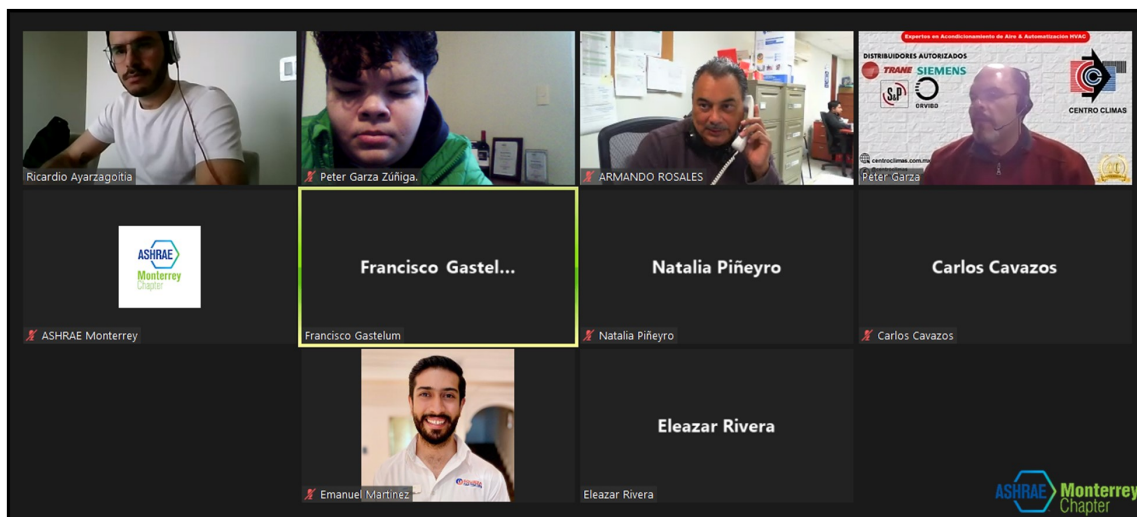 Ricardio Ayarzagoitia
Peter Garza Zúñiga.
ARMANDO ROSALES
Expertos en Acondicionamiento de Aire & Automatización HVAC
DISTRIBUIDORES AUTORIZADOS
TRANE SIEMENS
S&P
ORVIBO
CCT
CENTRO CLIMAS
centroclimas.com.mx
Peter Garza
ASHRAE
Monterrey
Chapter
ASHRAE Monterrey
Francisco Gastel...
Francisco Gastelum
Natalia Piñeyro
Natalia Piñeyro
Carlos Cavazos
Carlos Cavazos
Emanuel Martinez
Eleazar Rivera
Eleazar Rivera
ASHRAE Monterrey
Chapter